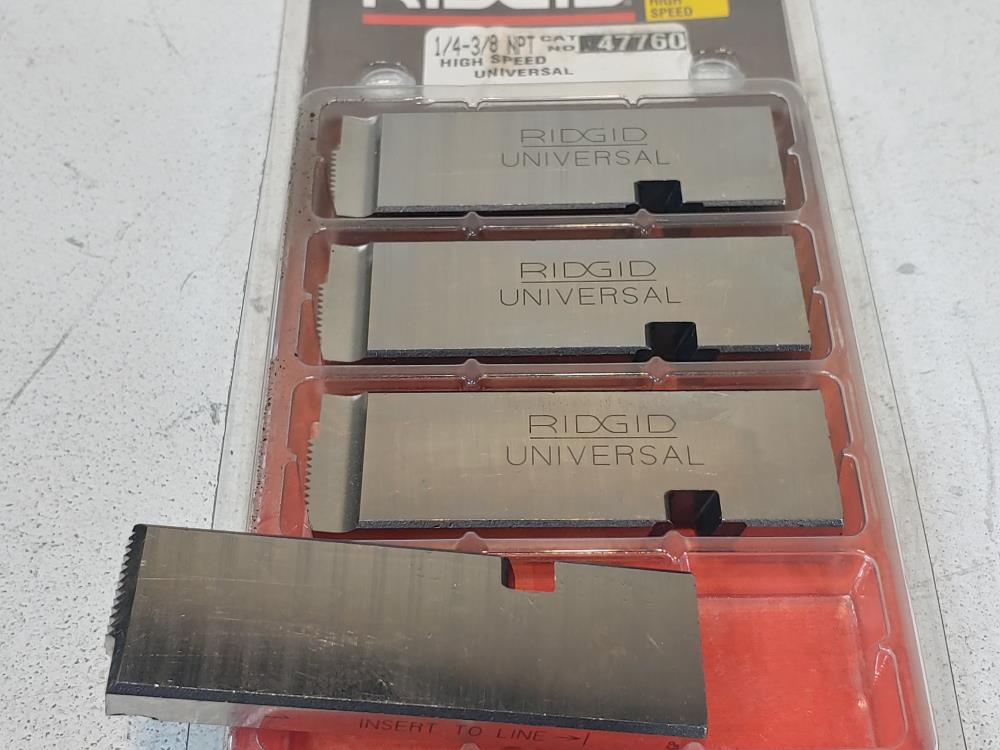 RIDGID
HIGH
SPEED
1/4-3/8 NPT CAT NO 47760
HIGH SPEED
UNIVERSAL
RIDGID
UNIVERSAL
RIDGID
UNIVERSAL
RIDGID
UNIVERSAL
INSERT TO LINE →/